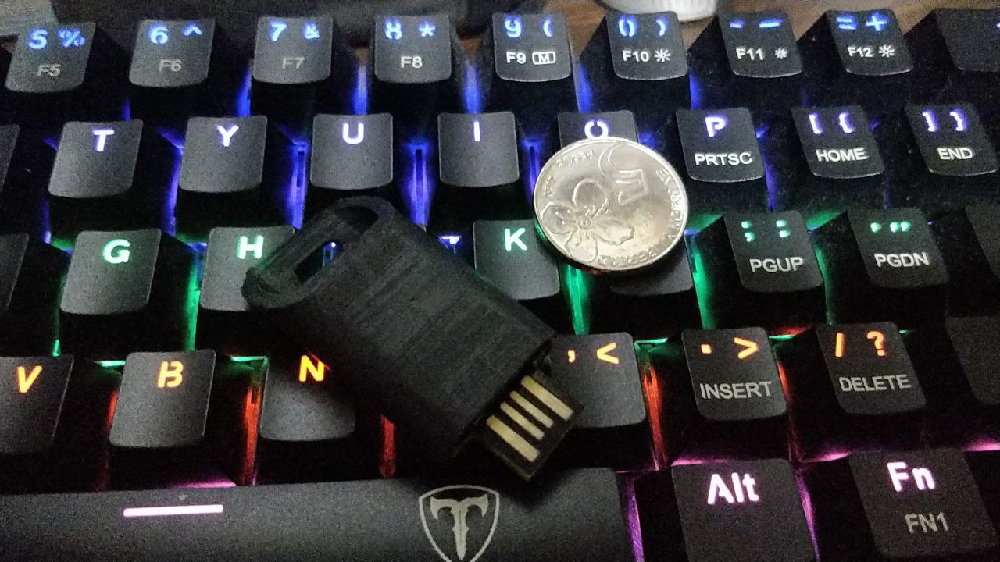 5 % 6 ^ 7 & 8 * 9 ( 0 ) - _ = +
F5 F6 F7 F8 F9 M F10 F11 F12
T Y U I O P [ { ] }
PRTSC HOME END
5
G H K ; : ' "
PGUP PGDN
V B N , < . > / ?
INSERT DELETE
Alt Fn
FN1